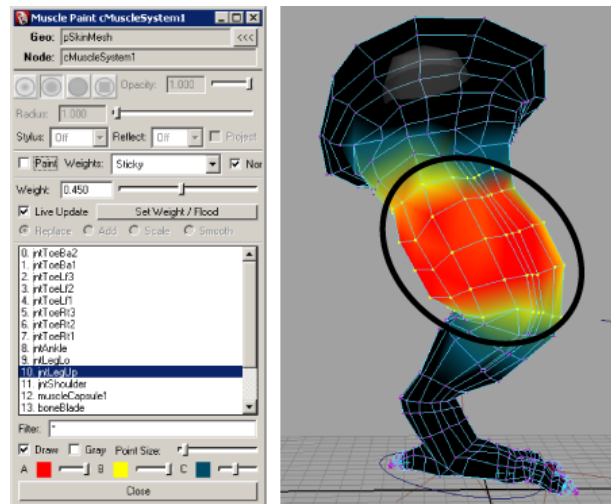 Muscle Paint cMuscleSystem1
Geo: pSkinMesh <<<
Node: cMuscleSystem1
Opacity: 1.000
Radius: 1.000
Stylus: Off Reflect: Off Project
Paint Weights: Sticky Nor
Weight: 0.450
Live Update Set Weight / Flood
Replace Add Scale Smooth
0. jntToeBa2
1. jntToeBa1
2. jntToeLf3
3. jntToeLf2
4. jntToeLf1
5. jntToeRt3
6. jntToeRt2
7. jntToeRt1
8. jntAnkle
9. jntLegLo
10. jntLegUp
11. jntShoulder
12. muscleCapsule1
13. boneBlade
Filter: *
Draw Gray Point Size:
A B C
Close